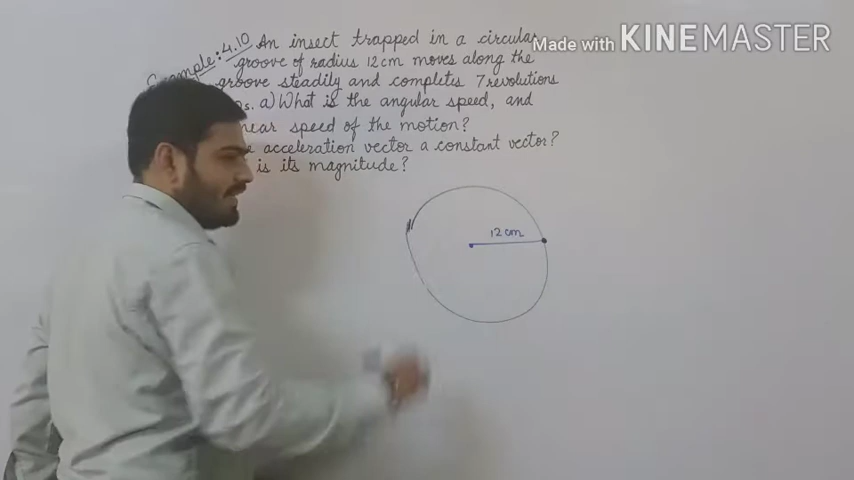 Example: 4.10 An insect trapped in a circular
groove of radius 12cm moves along the
groove steadily and completes 7 revolutions
a) What is the angular speed, and
speed of the motion?
acceleration vector a constant vector?
is its magnitude?
12 cm
Made with KINEMASTER